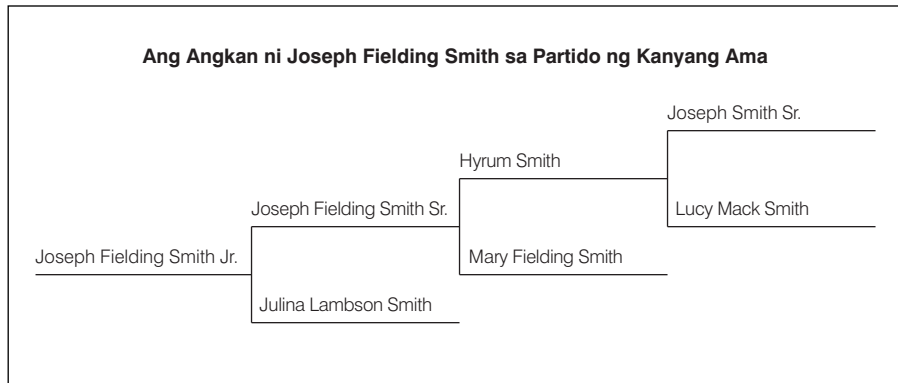 Ang Angkan ni Joseph Fielding Smith sa Partido ng Kanyang Ama
Joseph Smith Sr.
Hyrum Smith
Joseph Fielding Smith Sr.
Lucy Mack Smith
Joseph Fielding Smith Jr.
Mary Fielding Smith
Julina Lambson Smith